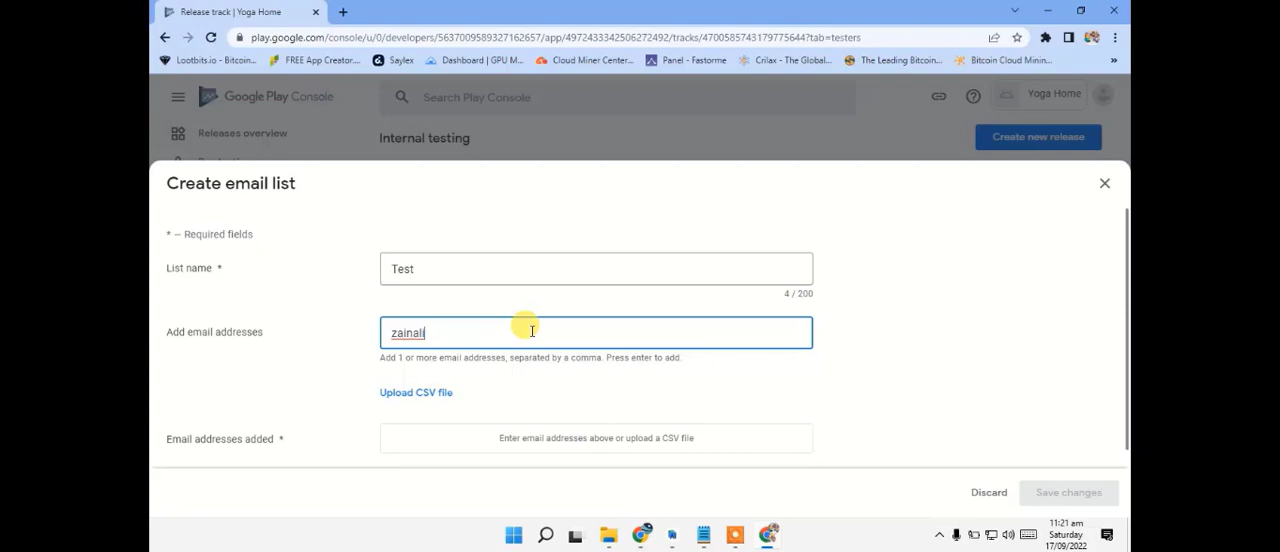 Release track | Yoga Home
play.google.com/console/u/0/developers/5637009589327162657/app/4972433342506272492/tracks/4700585743179775644?tab=testers
Lootbits.io - Bitcoin... FREE App Creator... Saylex Dashboard | GPU M... Cloud Miner Center... Panel - Fastorme Crilax - The Global... The Leading Bitcoin... Bitcoin Cloud Minin... »
Google Play Console Search Play Console Yoga Home
Releases overview Internal testing Create new release
Create email list
* – Required fields
List name * Test
4 / 200
Add email addresses zainali
Add 1 or more email addresses, separated by a comma. Press enter to add.
Upload CSV file
Email addresses added * Enter email addresses above or upload a CSV file
Discard Save changes
11:21 am
Saturday
17/09/2022